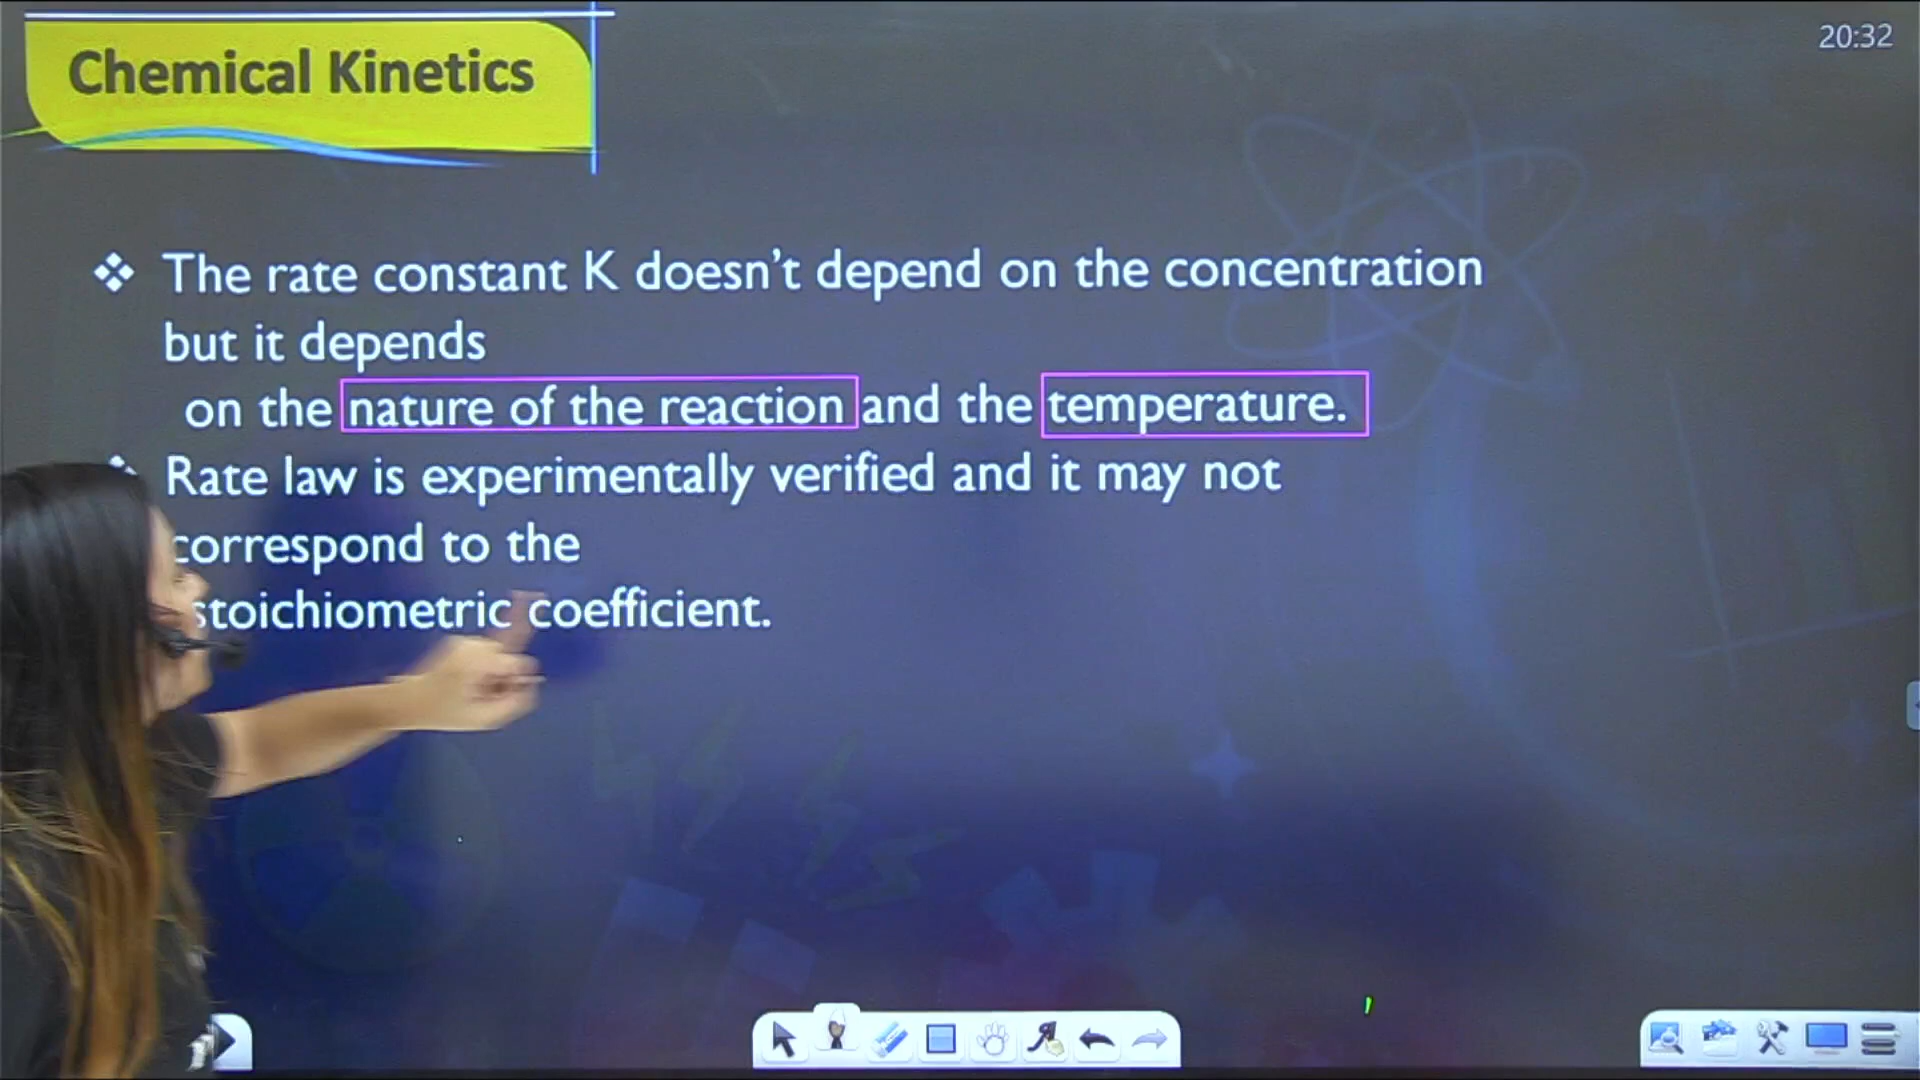 Chemical Kinetics
20:32
❖ The rate constant K doesn't depend on the concentration
but it depends
on the nature of the reaction and the temperature.
Rate law is experimentally verified and it may not
correspond to the
stoichiometric coefficient.